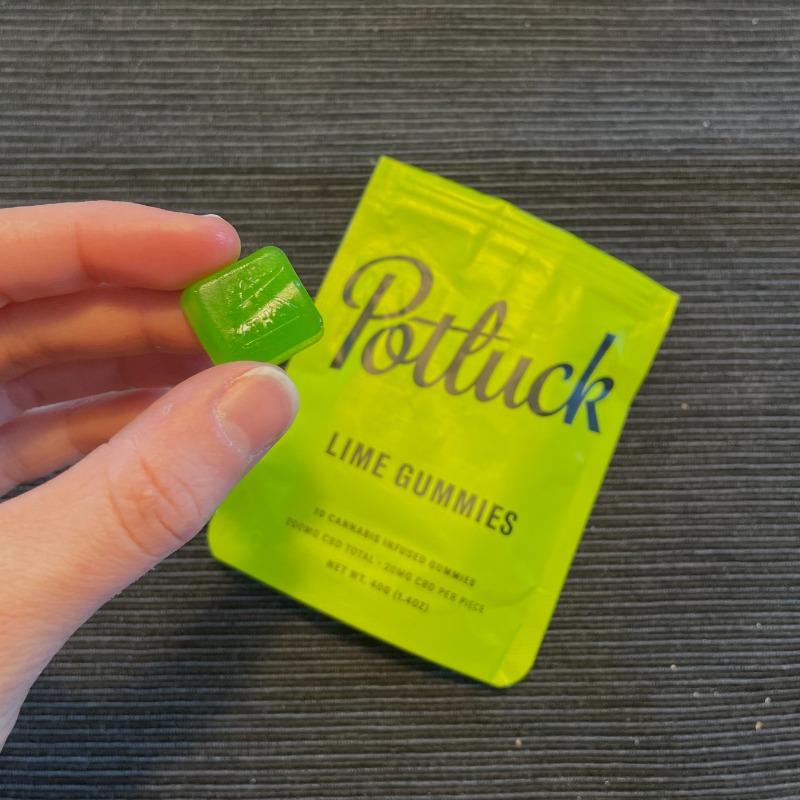 Potluck
LIME GUMMIES
10 CANNABIS INFUSED GUMMIES
200MG CBD TOTAL · 20MG CBD PER PIECE
NET WT. 40G (1.4OZ)